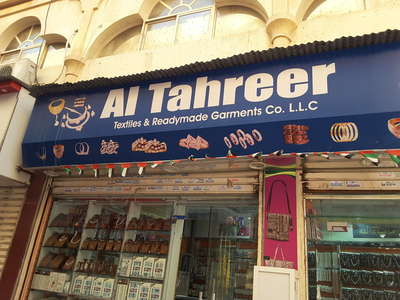 Al Tahreer
Textiles & Readymade Garments Co. L.L.C